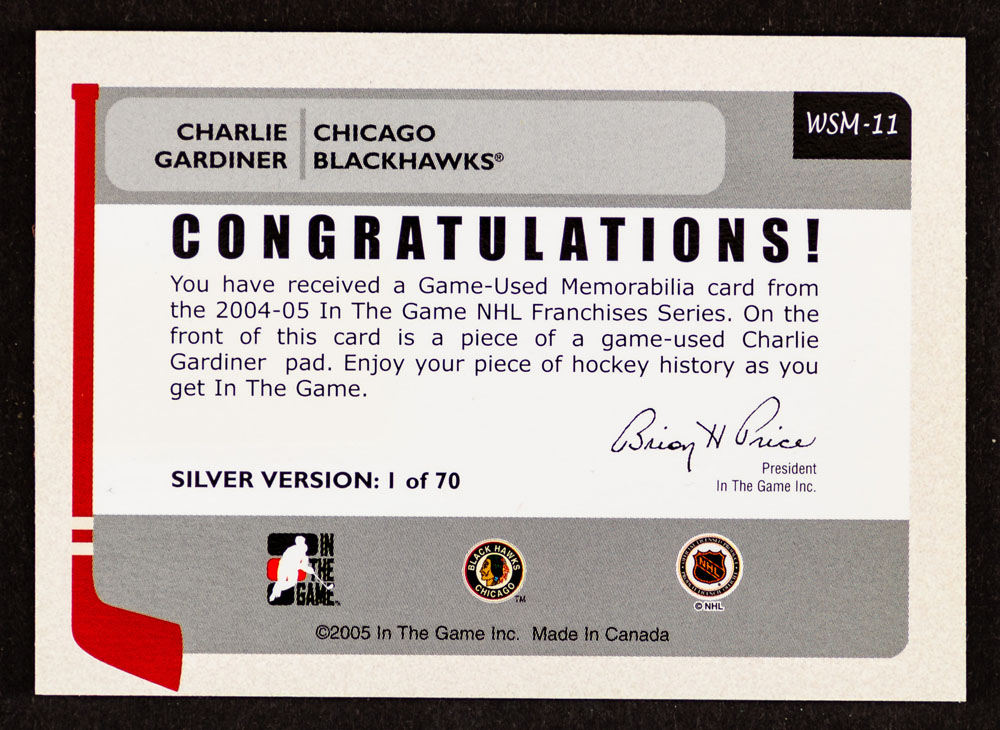 CHARLIE GARDINER
CHICAGO BLACKHAWKS®
WSM-11
CONGRATULATIONS!
You have received a Game-Used Memorabilia card from
the 2004-05 In The Game NHL Franchises Series. On the
front of this card is a piece of a game-used Charlie
Gardiner pad. Enjoy your piece of hockey history as you
get In The Game.
Brian H Price
President
In The Game Inc.
SILVER VERSION: 1 of 70
IN
THE
GAME
BLACK HAWKS
CHICAGO
TM
NHL
© NHL
©2005 In The Game Inc. Made In Canada